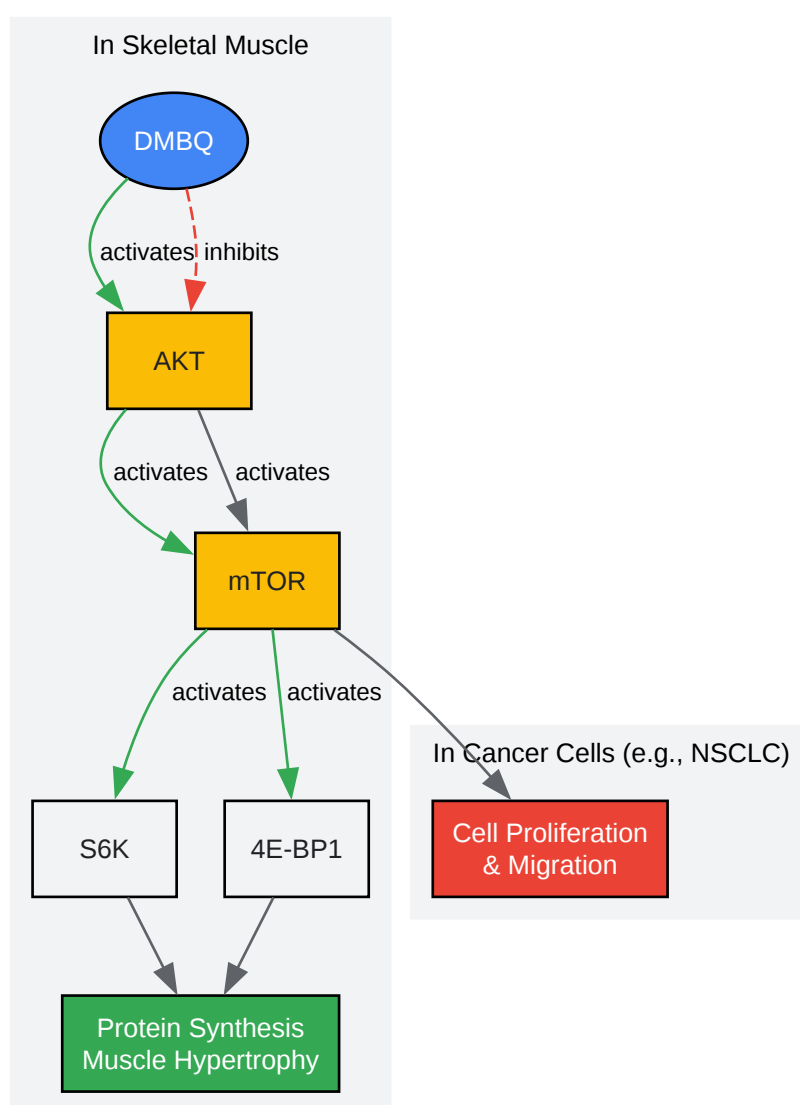 In Skeletal Muscle
DMBQ
activates
inhibits
AKT
activates
activates
mTOR
activates
activates
In Cancer Cells (e.g., NSCLC)
S6K
4E-BP1
Cell Proliferation
& Migration
Protein Synthesis
Muscle Hypertrophy